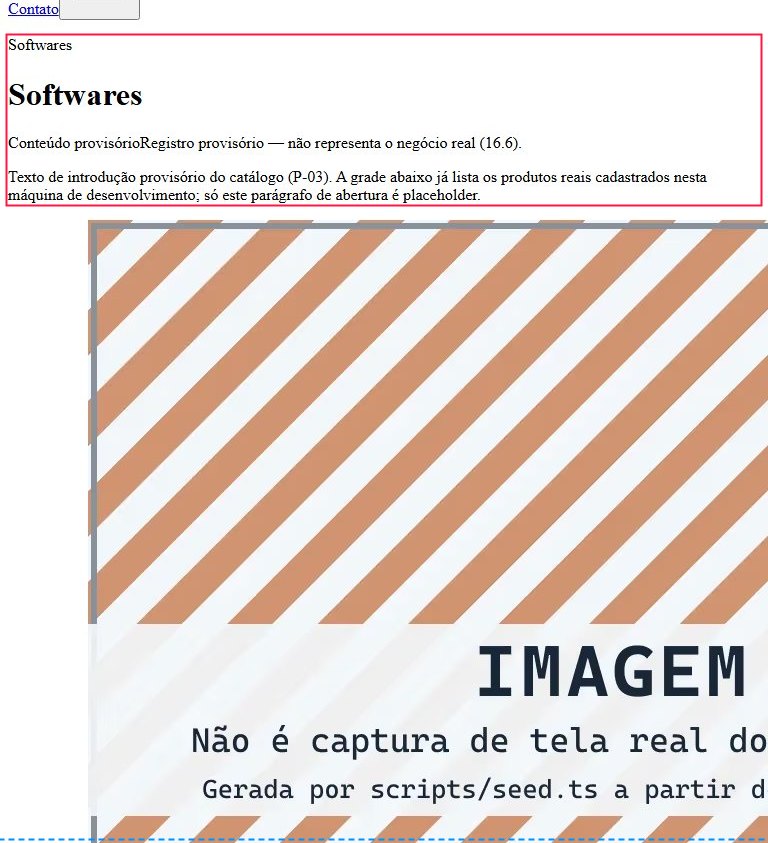 Contato
Softwares
Softwares
Conteúdo provisórioRegistro provisório — não representa o negócio real (16.6).
Texto de introdução provisório do catálogo (P-03). A grade abaixo já lista os produtos reais cadastrados nesta
máquina de desenvolvimento; só este parágrafo de abertura é placeholder.
IMAGEM
Não é captura de tela real do
Gerada por scripts/seed.ts a partir d